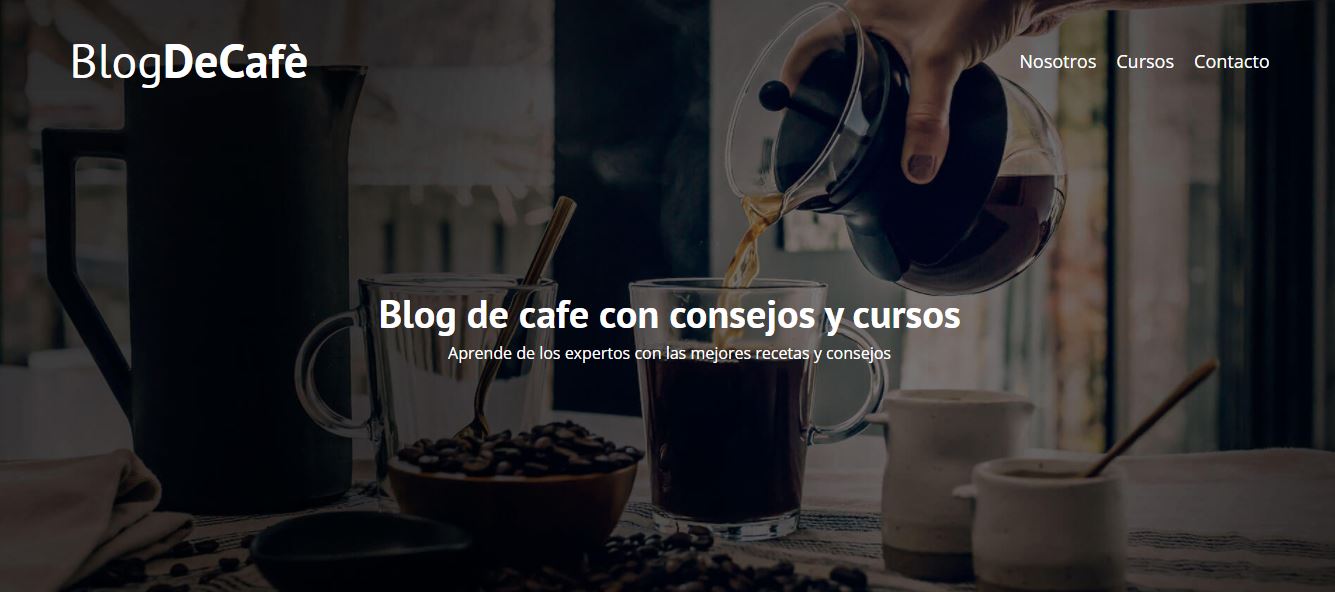 BlogDeCafè
Nosotros Cursos Contacto
Blog de cafe con consejos y cursos
Aprende de los expertos con las mejores recetas y consejos